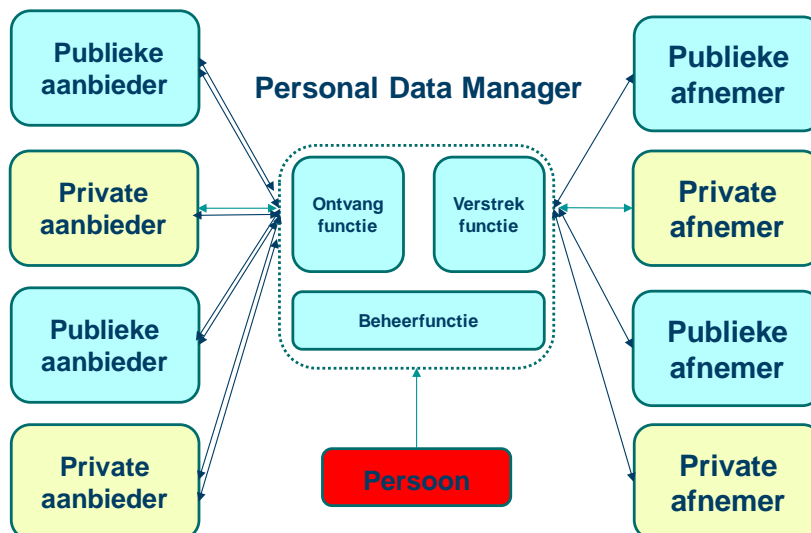 Publieke
aanbieder
Private
aanbieder
Publieke
aanbieder
Private
aanbieder
Personal Data Manager
Ontvang
functie
Verstrek
functie
Beheerfunctie
Persoon
Publieke
afnemer
Private
afnemer
Publieke
afnemer
Private
afnemer